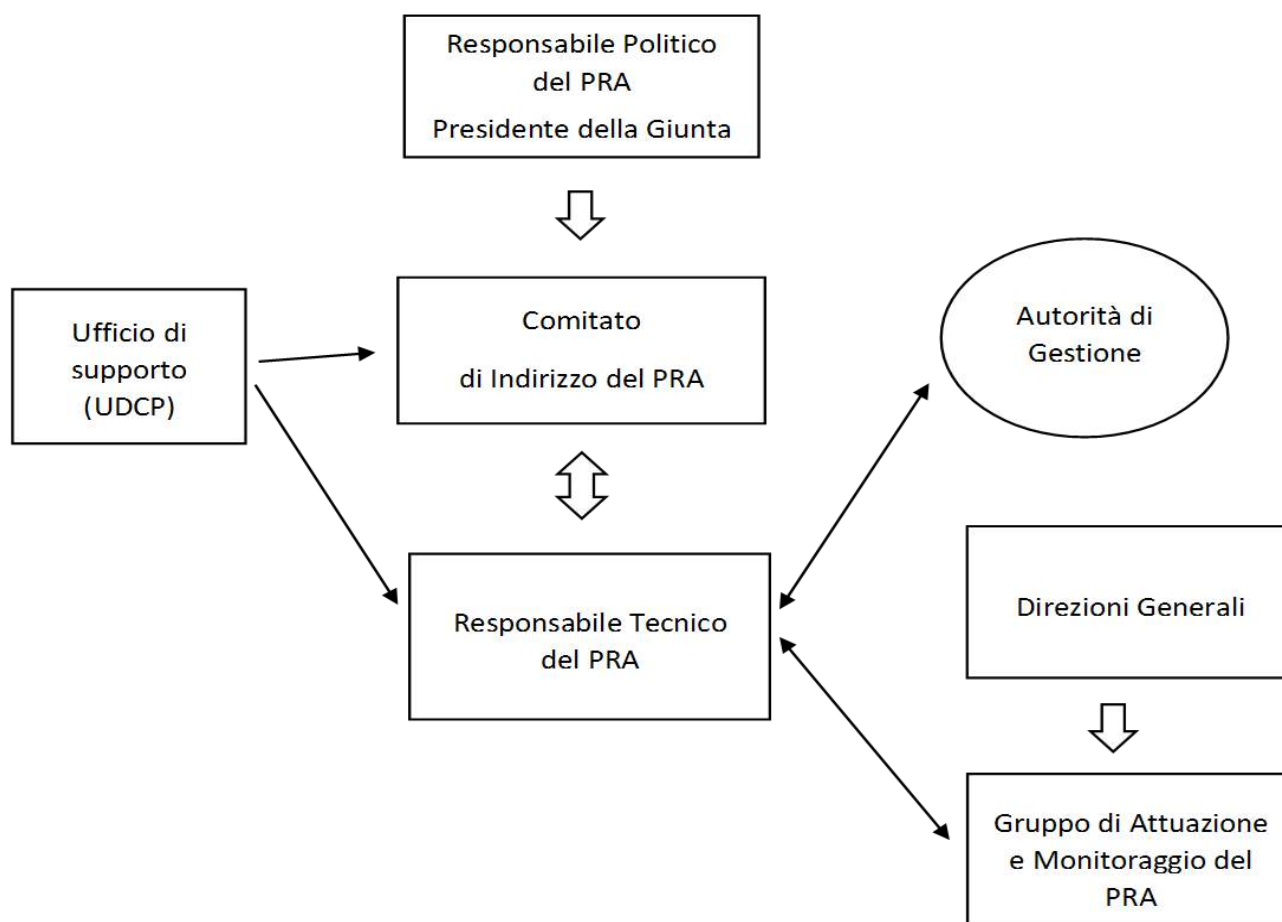 Responsabile Politico
del PRA
Presidente della Giunta
Ufficio di
supporto
(UDCP)
Comitato
di Indirizzo del PRA
Autorità di
Gestione
Responsabile Tecnico
del PRA
Direzioni Generali
Gruppo di Attuazione
e Monitoraggio del
PRA